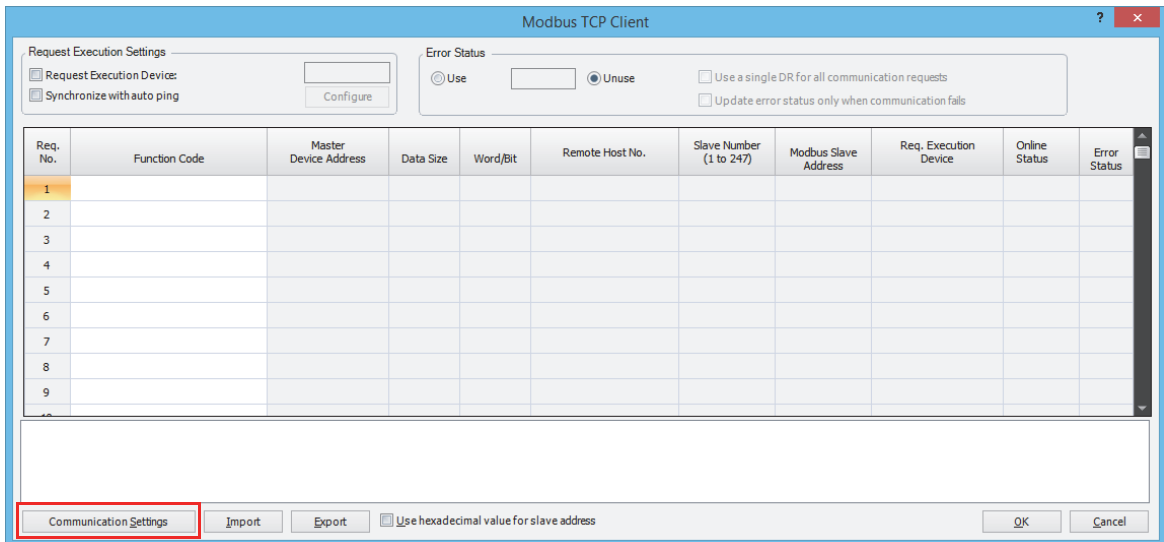 Modbus TCP Client
?
Request Execution Settings
Request Execution Device:
Synchronize with auto ping
Configure
Error Status
Use
Unuse
Use a single DR for all communication requests
Update error status only when communication fails
Req. No.
Function Code
Master Device Address
Data Size
Word/Bit
Remote Host No.
Slave Number (1 to 247)
Modbus Slave Address
Req. Execution Device
Online Status
Error Status
1
2
3
4
5
6
7
8
9
Communication Settings
Import
Export
Use hexadecimal value for slave address
OK
Cancel